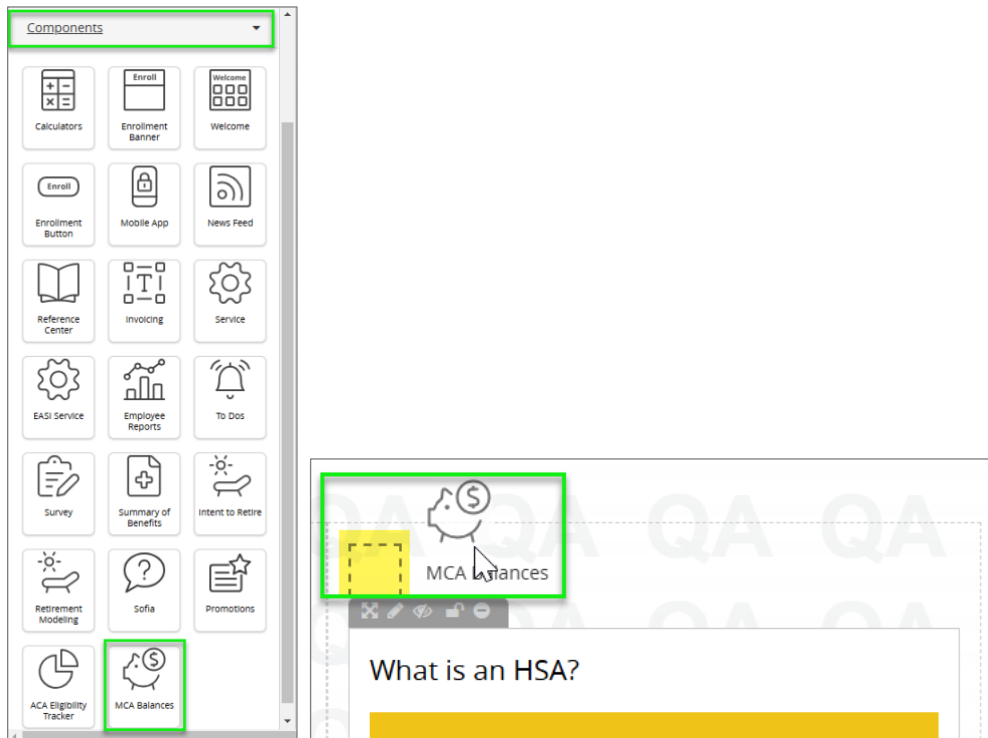 Components
Calculators
Enroll
Enrollment
Banner
Welcome
Welcome
Enroll
Enrollment
Button
Mobile App
News Feed
Reference
Center
T
Invoicing
Service
EASI Service
Employee
Reports
To Dos
Survey
Summary of
Benefits
Intent to Retire
Retirement
Modeling
?
Sofia
Promotions
ACA Eligibility
Tracker
$
MCA Balances
QA QA QA QA
$
MCA Balances
What is an HSA?